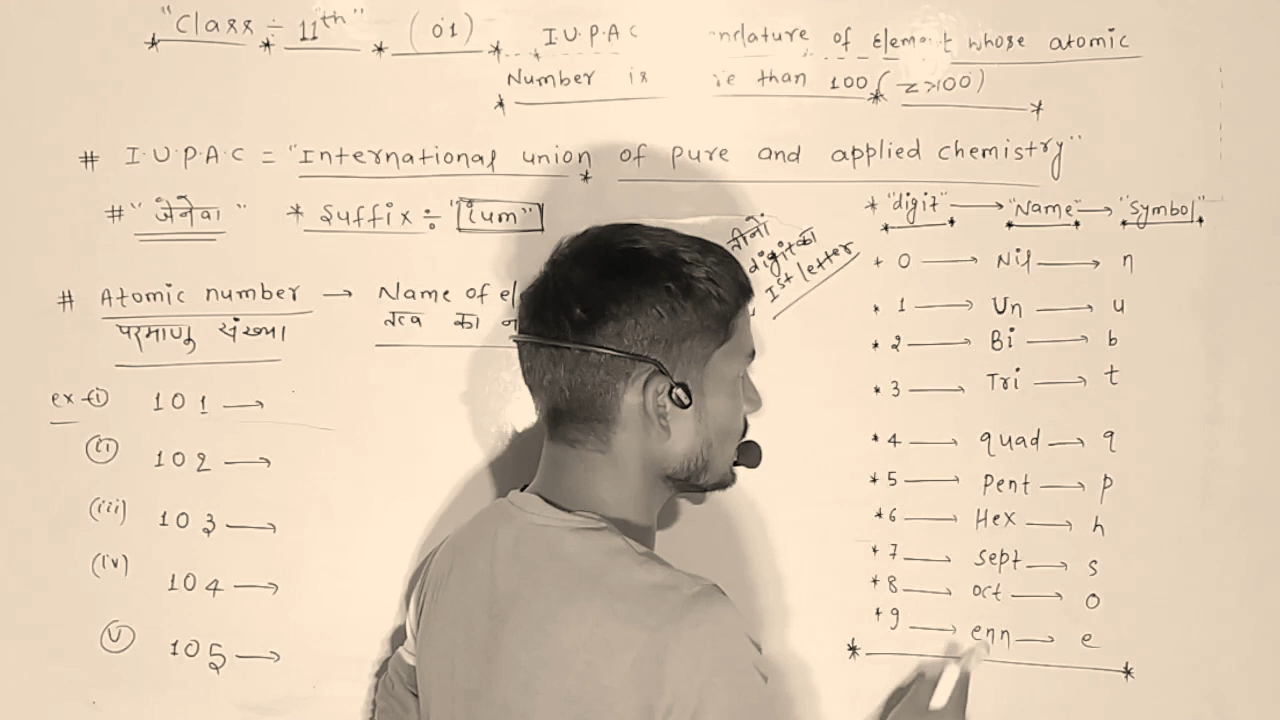 "Class ÷ 11th" (01) I.U.P.A.C nclature of Element whose atomic
Number is re than 100 (Z>100)
# I.U.P.A.C = "International union of pure and applied chemistry"
# "जेनेवा" * Suffix ÷ "ium"
तीनों digit का Ist letter
# Atomic number → Name of el
परमाणु संख्या तत्व का न
ex-(i) 101 →
(ii) 102 →
(iii) 103 →
(iv) 104 →
(v) 105 →
* "digit" → "Name" → "Symbol"
* 0 → Nil → n
* 1 → Un → u
* 2 → Bi → b
* 3 → Tri → t
* 4 → quad → q
* 5 → Pent → p
* 6 → Hex → h
* 7 → sept → s
* 8 → oct → o
* 9 → enn → e